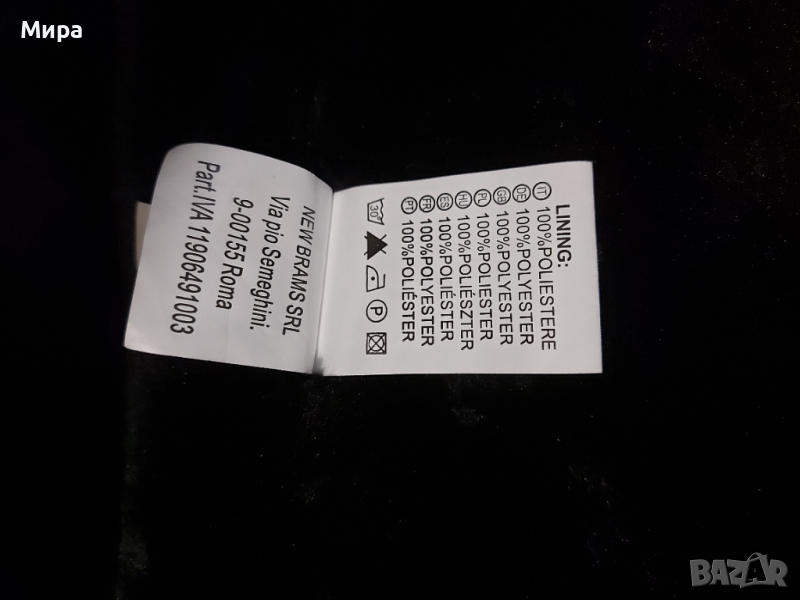 Мира
NEW BRAMS SRL
Via pio Semeghini.
9-00155 Roma
Part.IVA 11906491003
LINING:
IT 100%POLIESTERE
DE 100%POLYESTER
GB 100%POLYESTER
PL 100%POLIESTER
HU 100%POLIÉSZTER
ES 100%POLIÉSTER
FR 100%POLYESTER
PT 100%POLIÉSTER
30
P
BAZAR